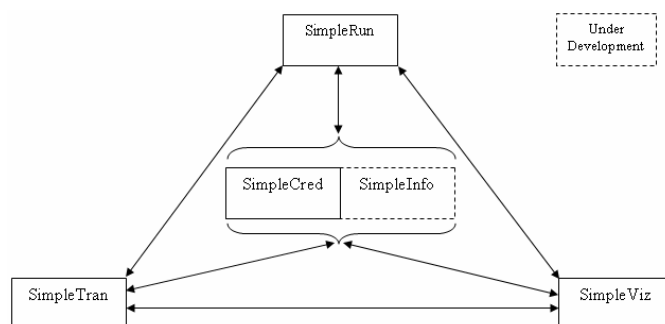 SimpleRun
Under
Development
SimpleCred
SimpleInfo
SimpleTran
SimpleViz